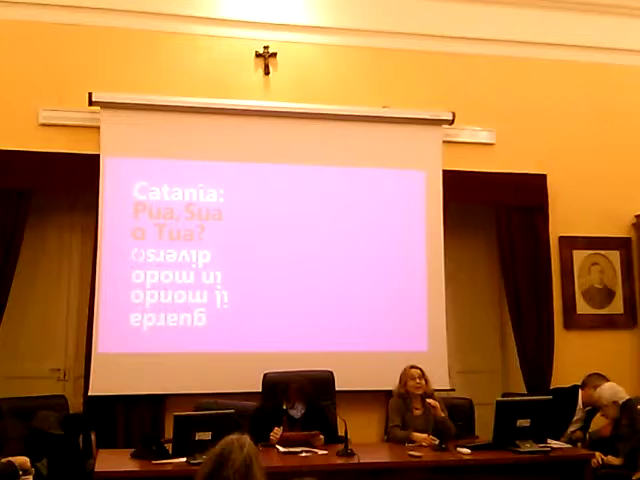 Catania:
Pua, Sua
o Tua?
guarda
il mondo
in modo
diverso